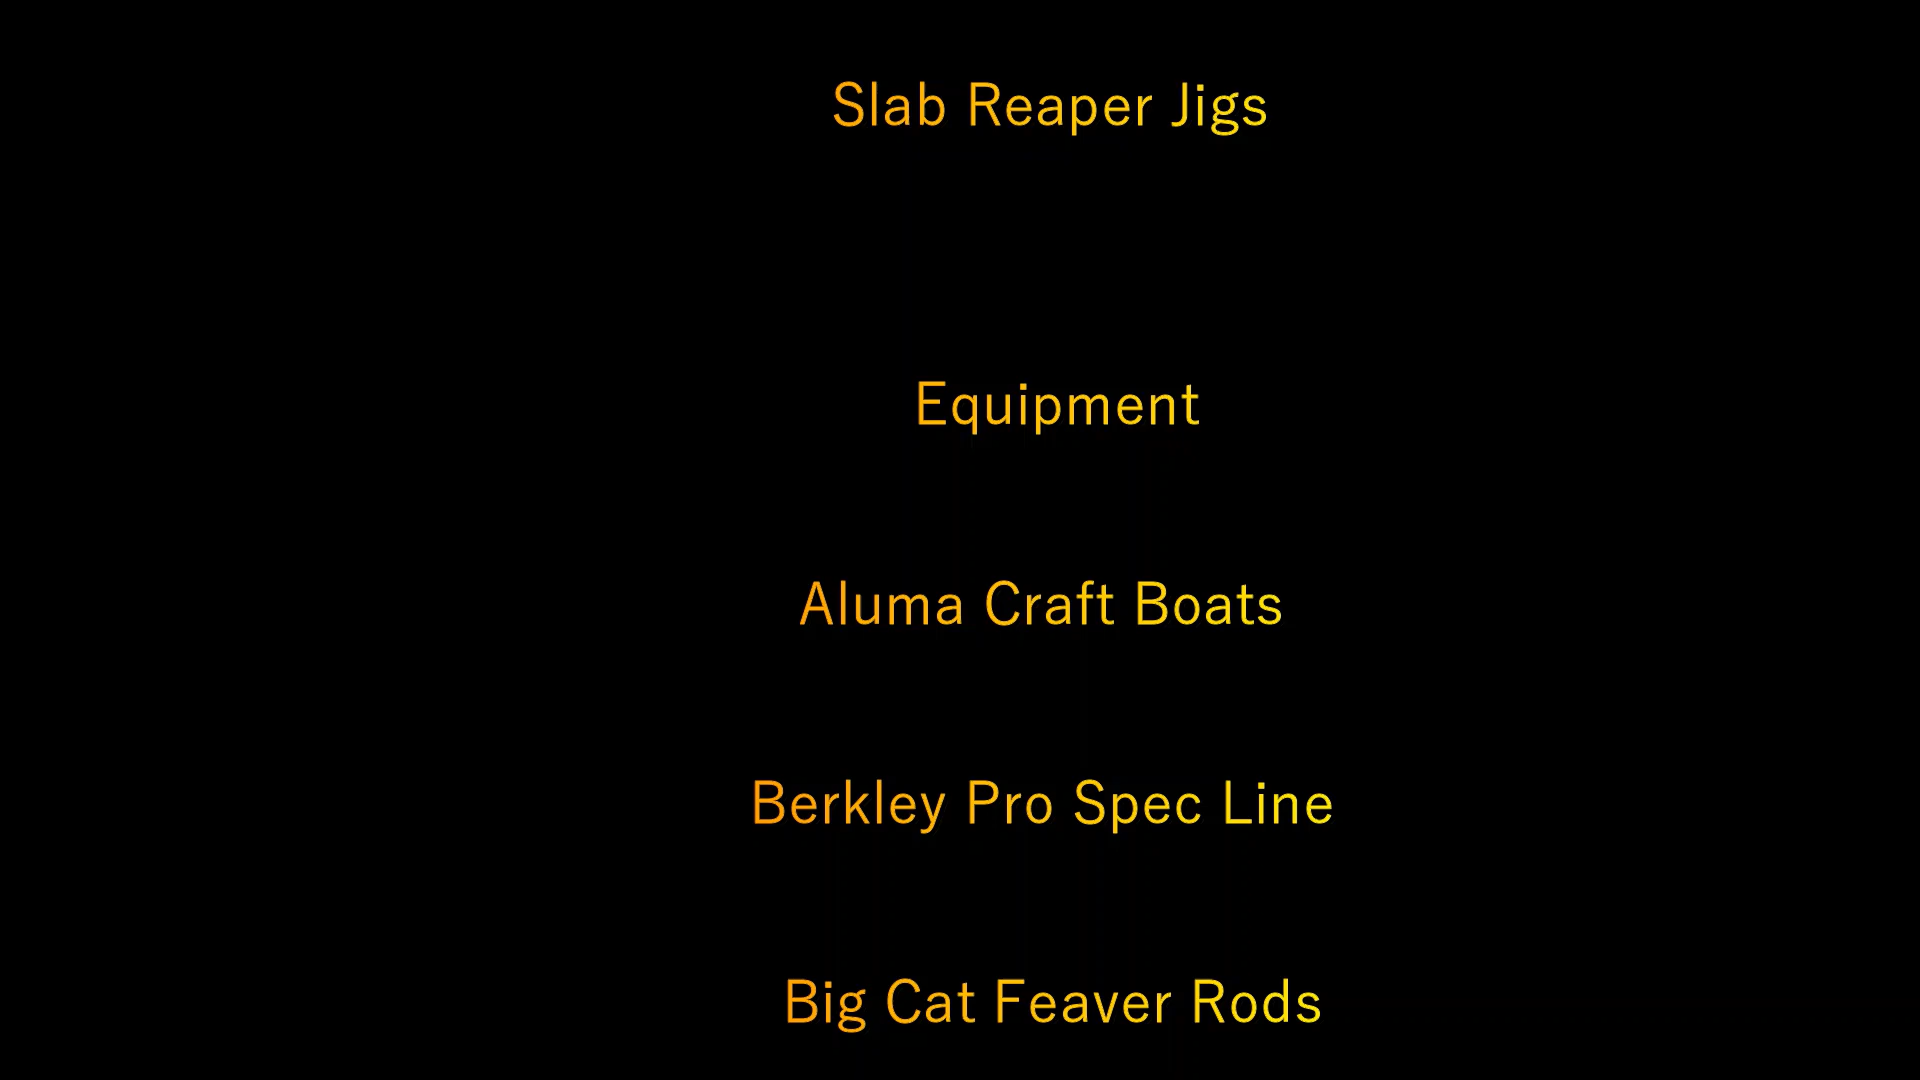 Slab Reaper Jigs
Equipment
Aluma Craft Boats
Berkley Pro Spec Line
Big Cat Feaver Rods